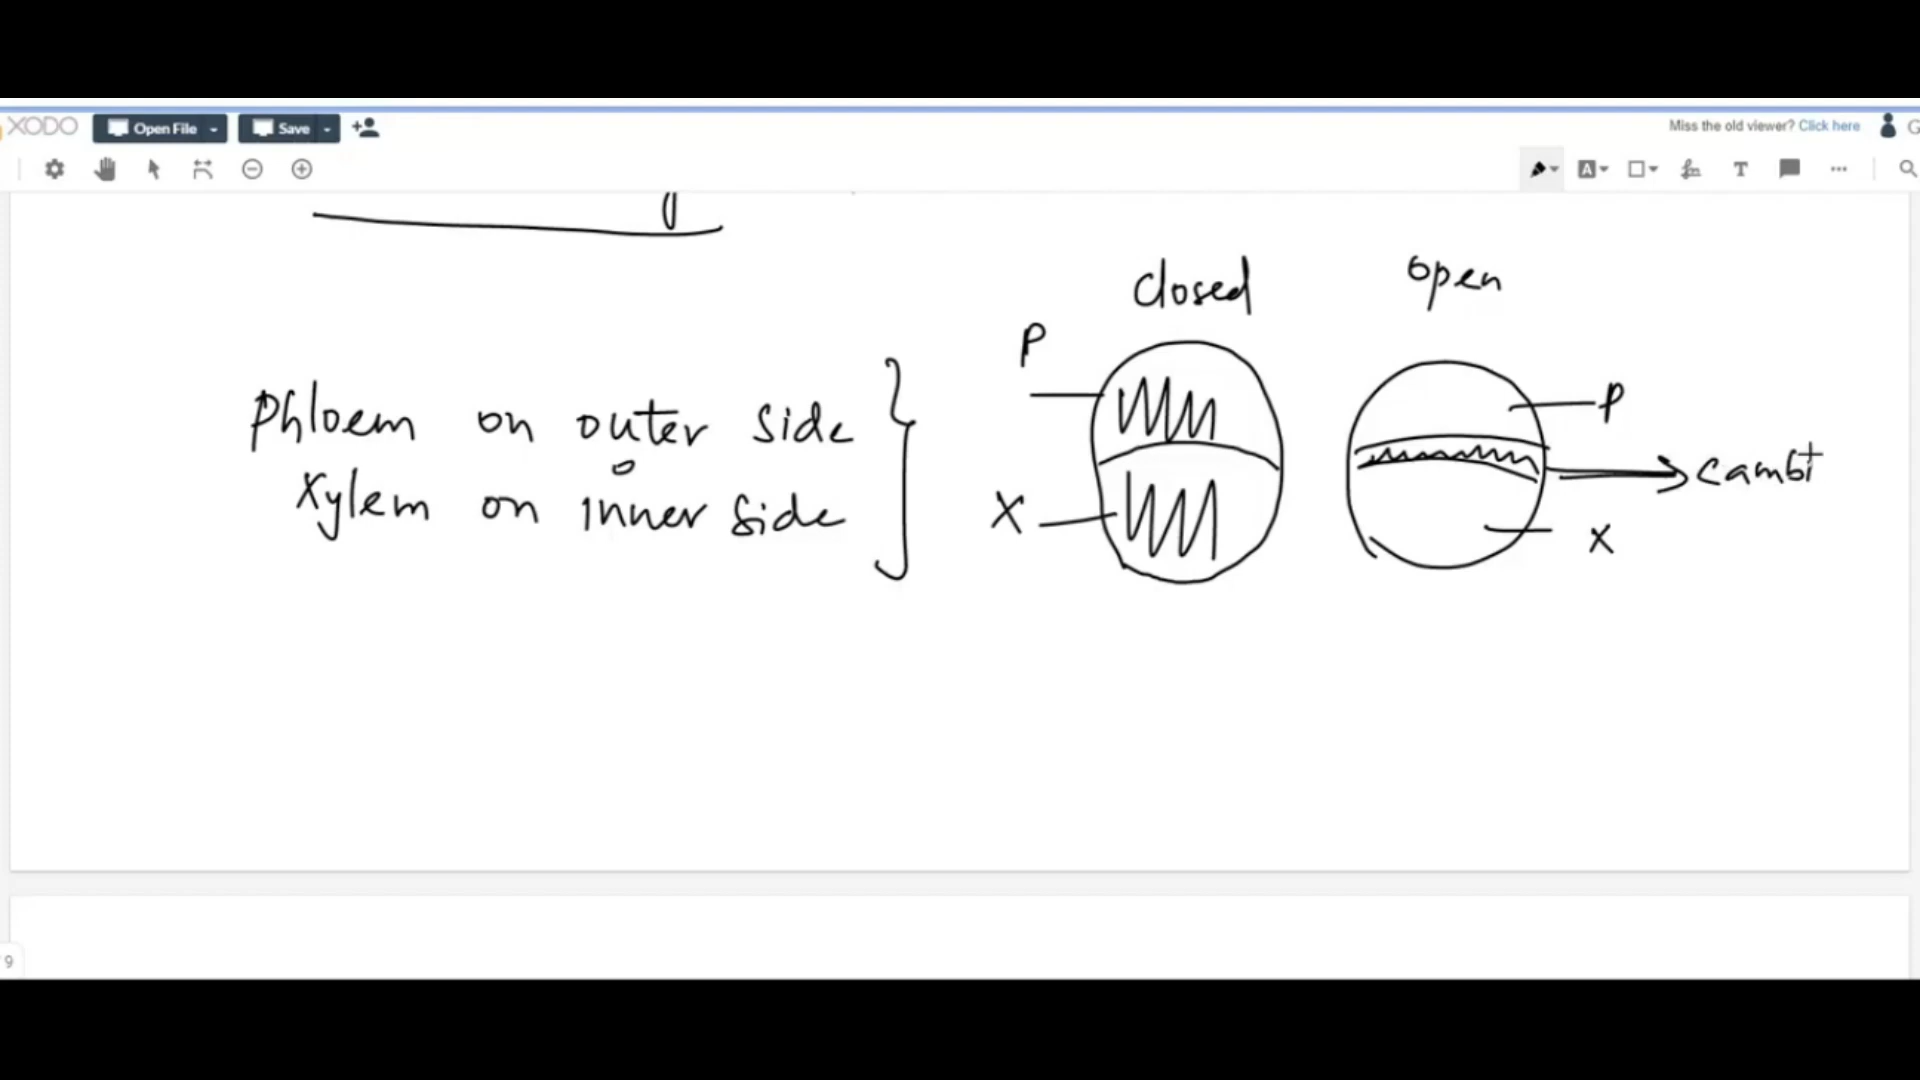 XODO Open File Save Miss the old viewer? Click here G
A T
closed open
P
Phloem on outer side P
Xylem on inner side X cambi
X
9